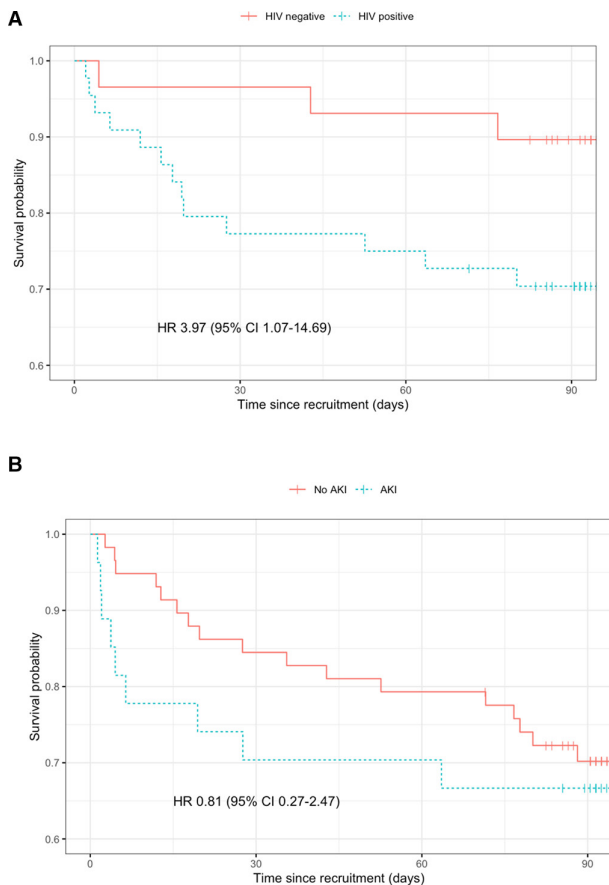 A
HIV negative HIV positive
1.0
0.9
0.8
0.7
0.6
Survival probability
HR 3.97 (95% CI 1.07-14.69)
0 30 60 90
Time since recruitment (days)
B
No AKI AKI
1.0
0.9
0.8
0.7
0.6
Survival probability
HR 0.81 (95% CI 0.27-2.47)
0 30 60 90
Time since recruitment (days)